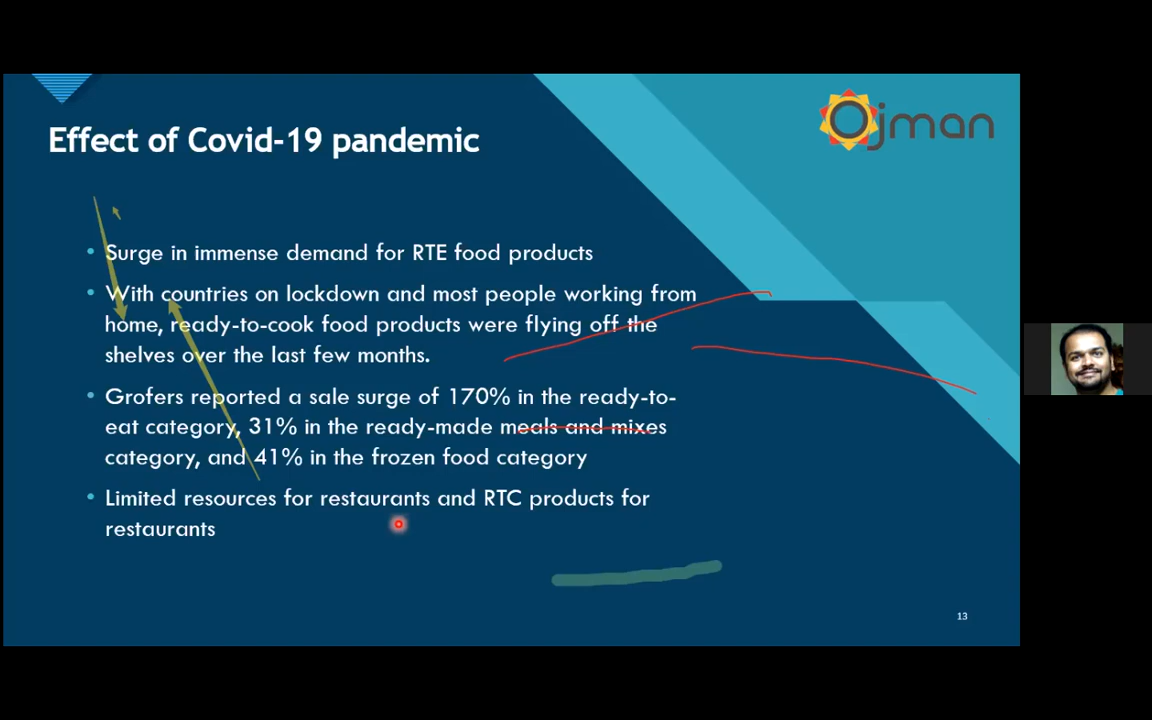 Ojman
Effect of Covid-19 pandemic
• Surge in immense demand for RTE food products
• With countries on lockdown and most people working from
home, ready-to-cook food products were flying off the
shelves over the last few months.
• Grofers reported a sale surge of 170% in the ready-to-
eat category, 31% in the ready-made meals and mixes
category, and 41% in the frozen food category
• Limited resources for restaurants and RTC products for
restaurants
13